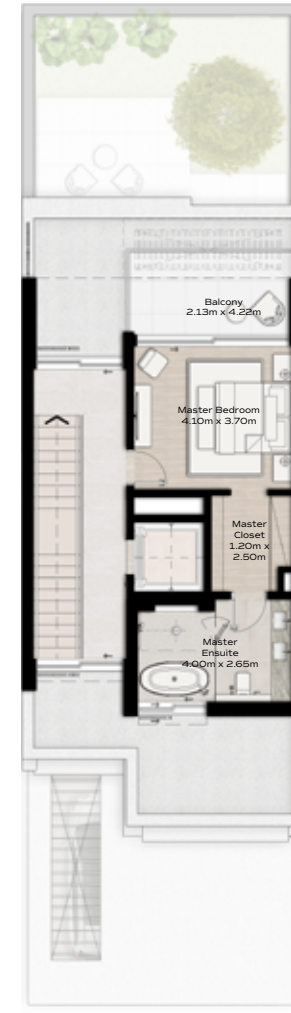 Balcony
2.13m x 4.22m
Master Bedroom
4.10m x 3.70m
Master
Closet
1.20m x
2.50m
Master
Ensuite
4.00m x 2.65m